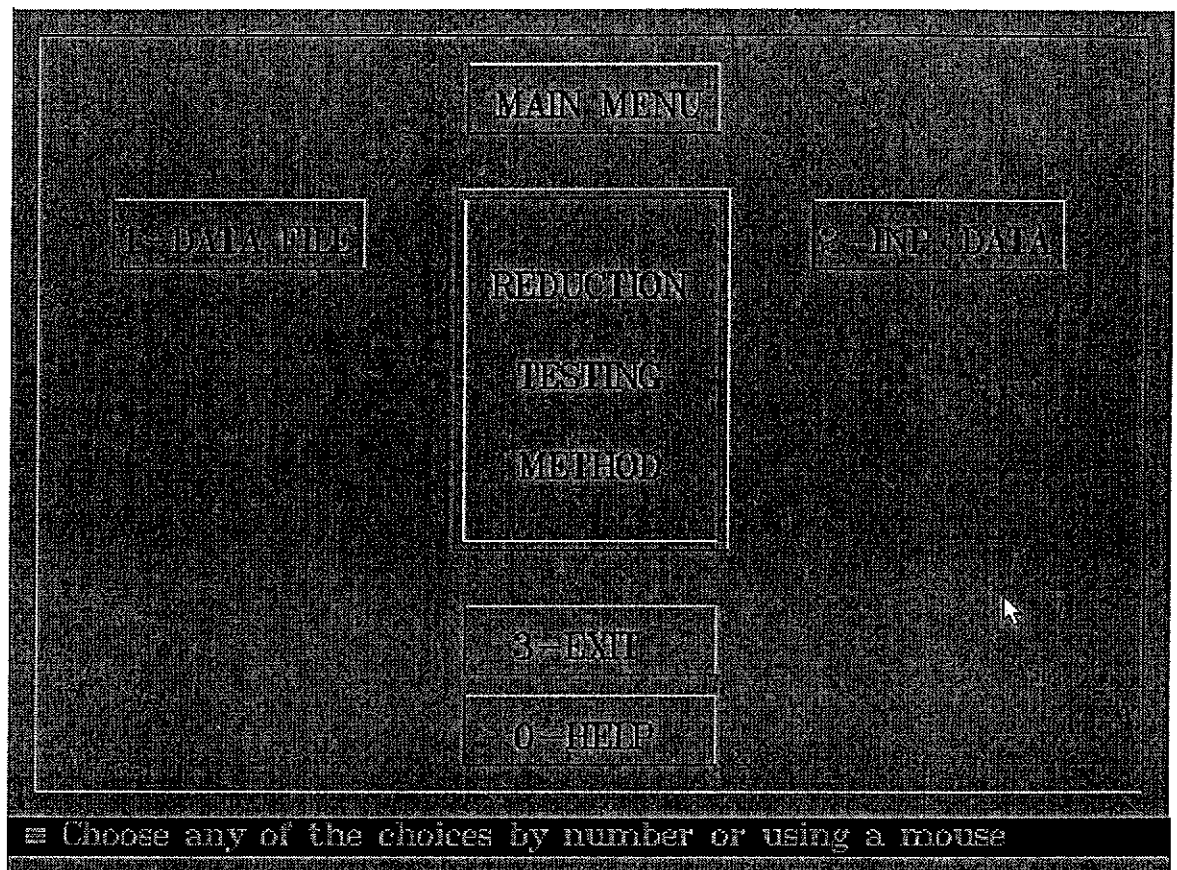 MAIN MENU
1-DATA FILE
-INP. DATA
REDUCTION
TESTING
METHOD
3-EXIT
0-HELP
≡ Choose any of the choices by number or using a mouse